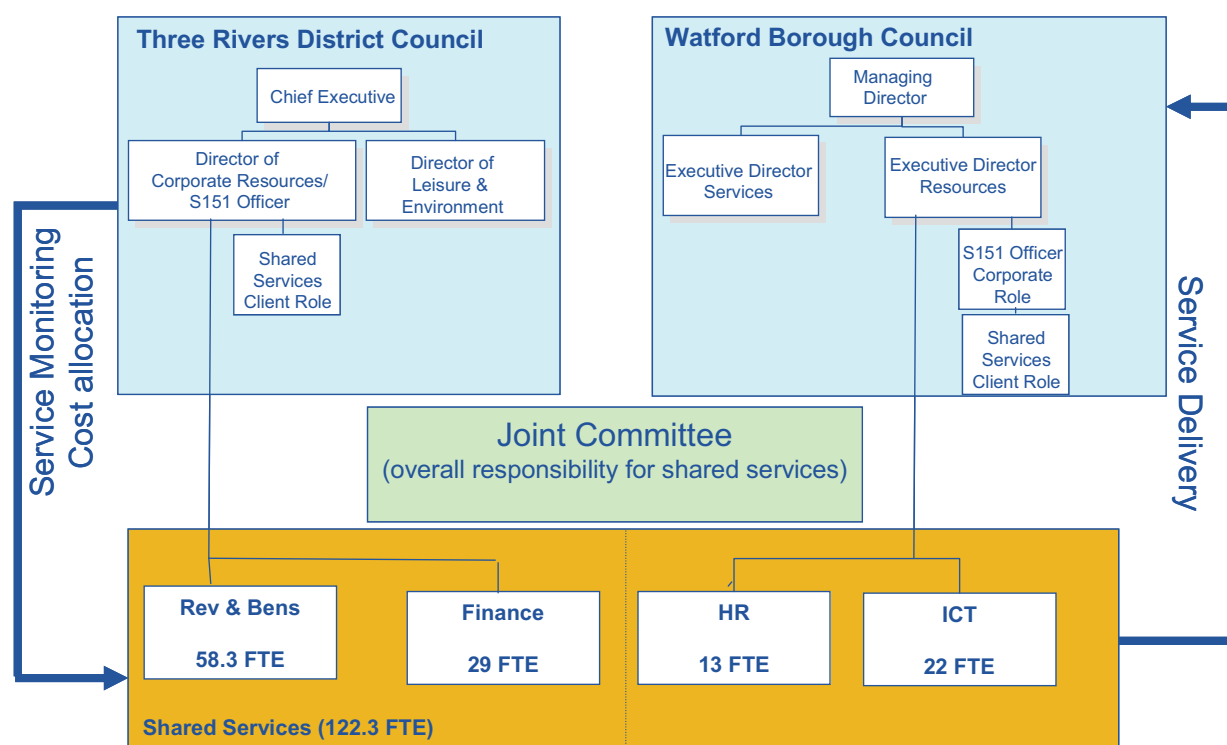 Three Rivers District Council
Chief Executive
Director of
Corporate Resources/
S151 Officer
Director of
Leisure &
Environment
Shared
Services
Client Role
Watford Borough Council
Managing
Director
Executive Director
Services
Executive Director
Resources
S151 Officer
Corporate
Role
Shared
Services
Client Role
Service Monitoring
Cost allocation
Service Delivery
Joint Committee
(overall responsibility for shared services)
Rev & Bens
58.3 FTE
Finance
29 FTE
HR
13 FTE
ICT
22 FTE
Shared Services (122.3 FTE)